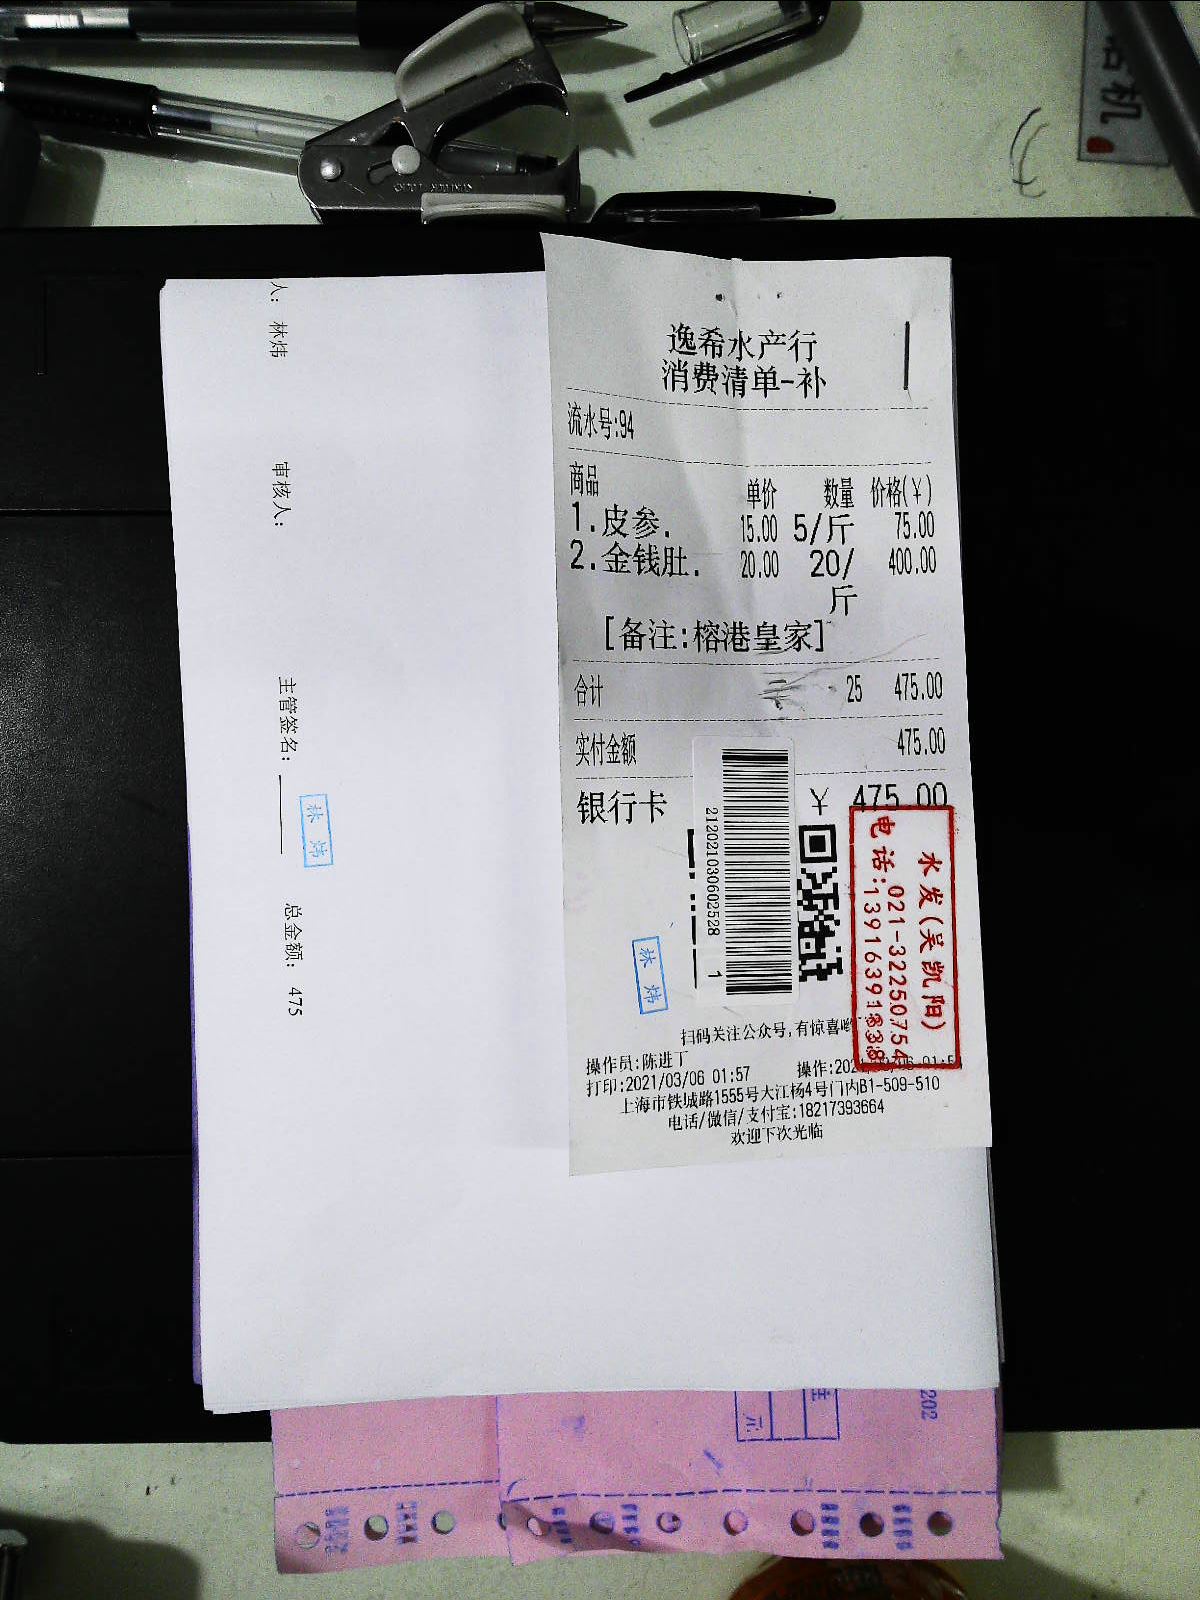 逸希水产行
消费清单-补
流水号:94
商品 单价 数量 价格(¥)
1.皮参. 15.00 5/斤 75.00
2.金钱肚. 20.00 20/斤 400.00
[备注:榕港皇家]
合计 25 475.00
实付金额 475.00
银行卡 ¥ 475.00
212021030602528 1
水发(吴凯阳)
电话:021-32250754
林炜
扫码关注公众号,有惊喜
操作员:陈进丁
打印:2021/03/06 01:57
上海市铁城路1555号大江杨4号门内B1-509-510
电话/微信/支付宝:18217393664
欢迎下次光临
人: 林炜 审核人: 主管签名: 林炜 总金额: 475
202